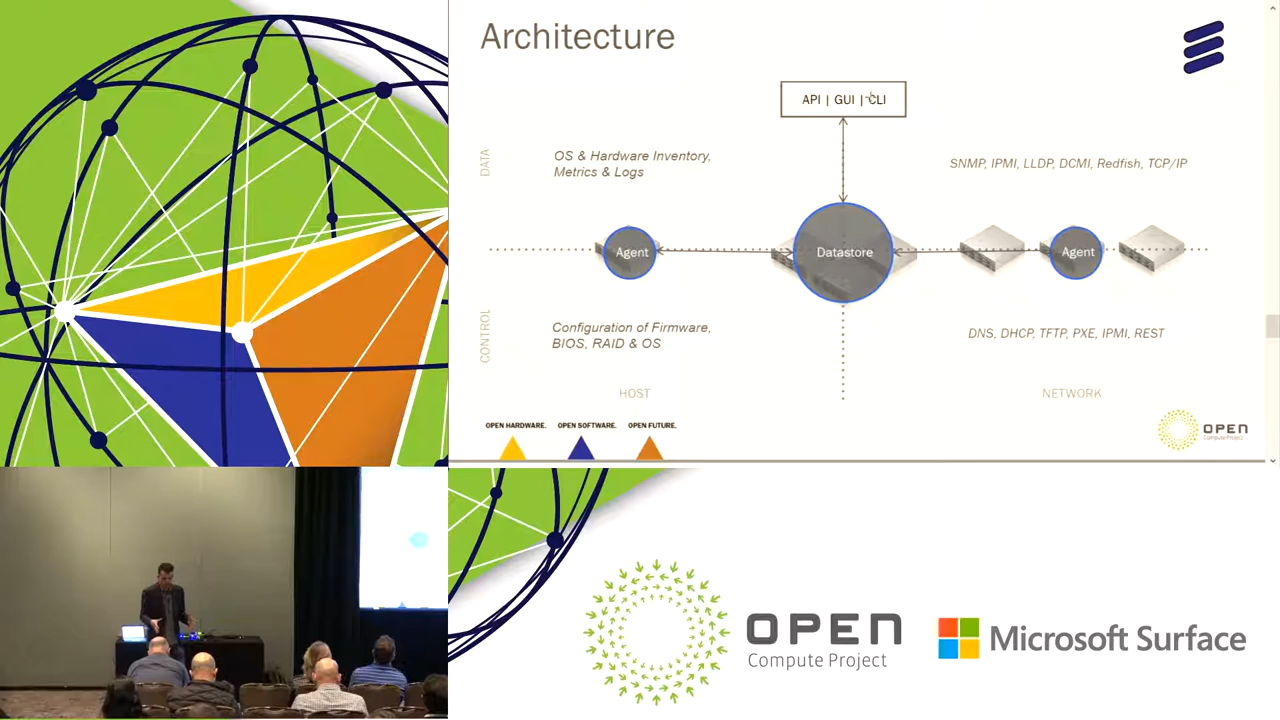 Architecture
API | GUI | CLI
DATA
OS & Hardware Inventory,
Metrics & Logs
SNMP, IPMI, LLDP, DCMI, Redfish, TCP/IP
Agent
Datastore
Agent
CONTROL
Configuration of Firmware,
BIOS, RAID & OS
DNS, DHCP, TFTP, PXE, IPMI, REST
HOST
NETWORK
OPEN HARDWARE.
OPEN SOFTWARE.
OPEN FUTURE.
OPEN
Compute Project
OPEN
Compute Project
Microsoft Surface